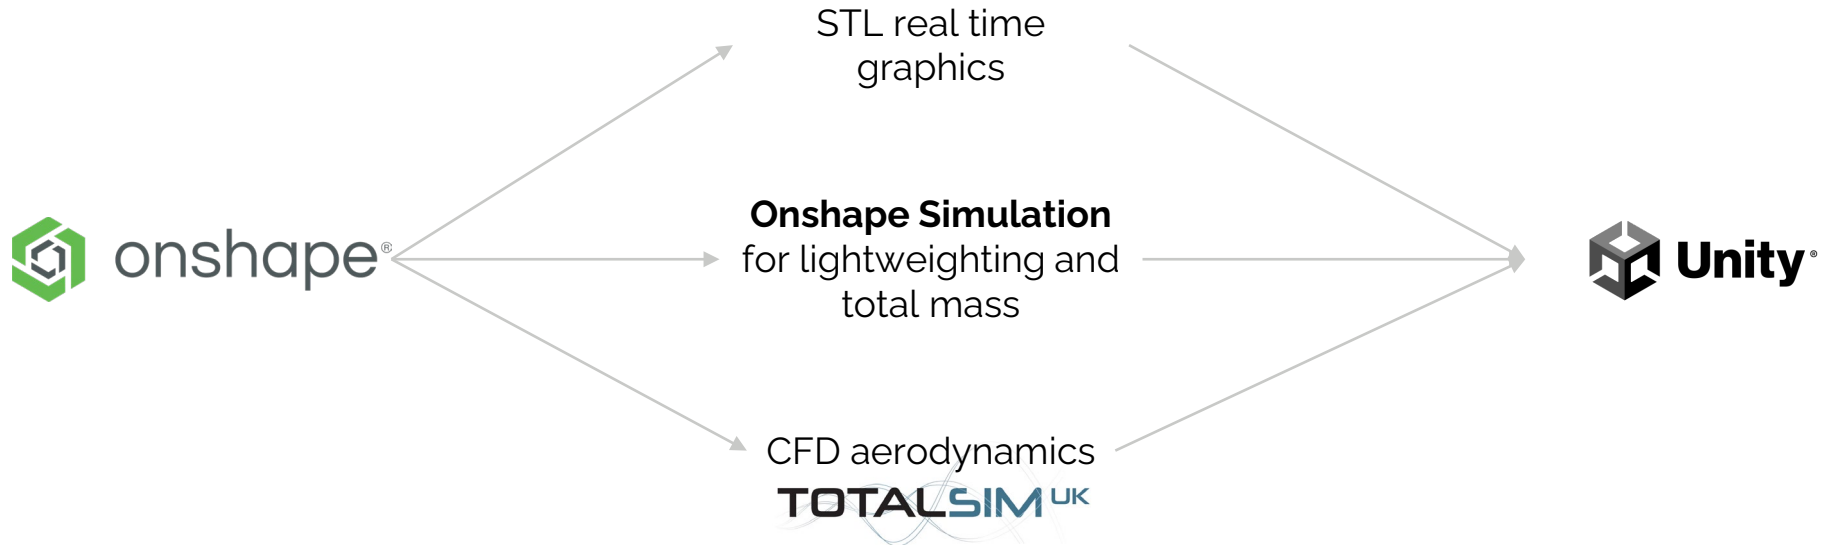 STL real time
graphics
onshape®
Onshape Simulation
for lightweighting and
total mass
Unity®
CFD aerodynamics
TOTALSIM UK